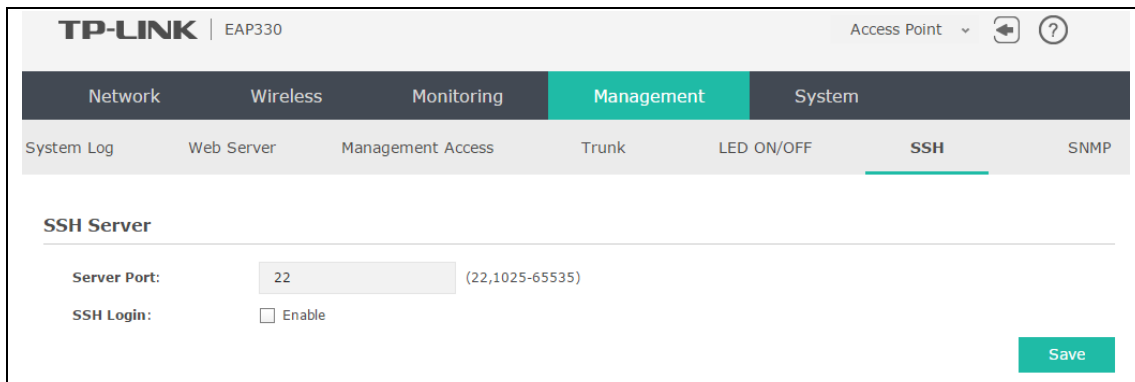 TP-LINK | EAP330 Access Point
Network Wireless Monitoring Management System
System Log Web Server Management Access Trunk LED ON/OFF SSH SNMP
SSH Server
Server Port: 22 (22,1025-65535)
SSH Login: Enable
Save